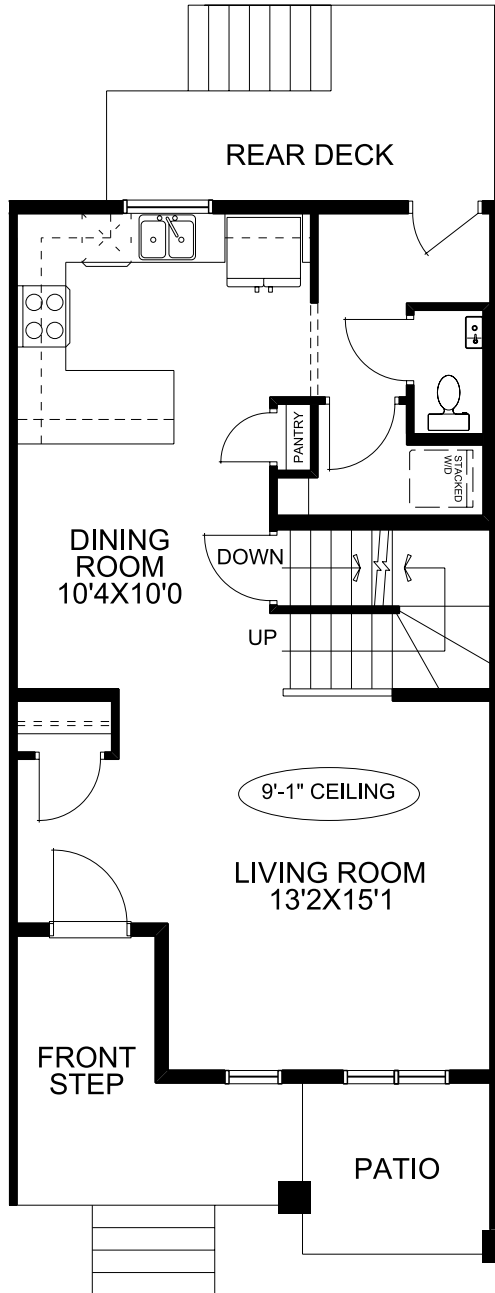 REAR DECK
PANTRY
STACKED
W/D
DINING
ROOM
10'4X10'0
DOWN
UP
9'-1" CEILING
LIVING ROOM
13'2X15'1
FRONT
STEP
PATIO